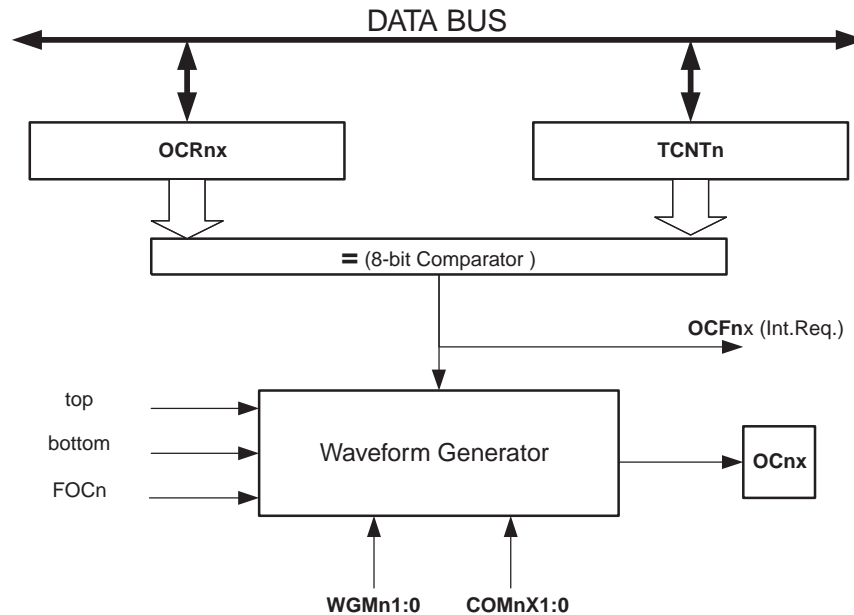 DATA BUS
OCRnx
TCNTn
= (8-bit Comparator )
OCFnx (Int.Req.)
top
bottom
FOCn
Waveform Generator
OCnx
WGMn1:0
COMnX1:0